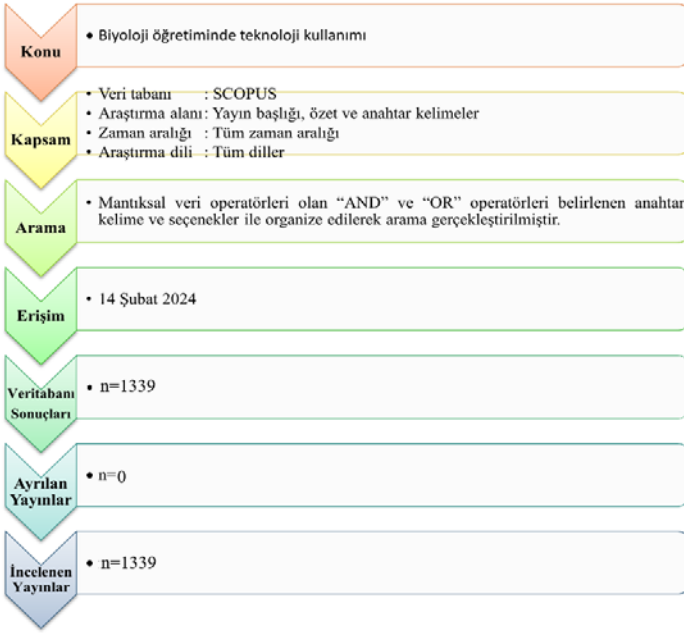 Konu
• Biyoloji öğretiminde teknoloji kullanımı
Kapsam
• Veri tabanı : SCOPUS
• Araştırma alanı: Yayın başlığı, özet ve anahtar kelimeler
• Zaman aralığı : Tüm zaman aralığı
• Araştırma dili : Tüm diller
Arama
• Mantıksal veri operatörleri olan “AND” ve “OR” operatörleri belirlenen anahtar
kelime ve seçenekler ile organize edilerek arama gerçekleştirilmiştir.
Erişim
• 14 Şubat 2024
Veritabanı
Sonuçları
• n=1339
Ayrılan
Yayınlar
• n=0
İncelenen
Yayınlar
• n=1339